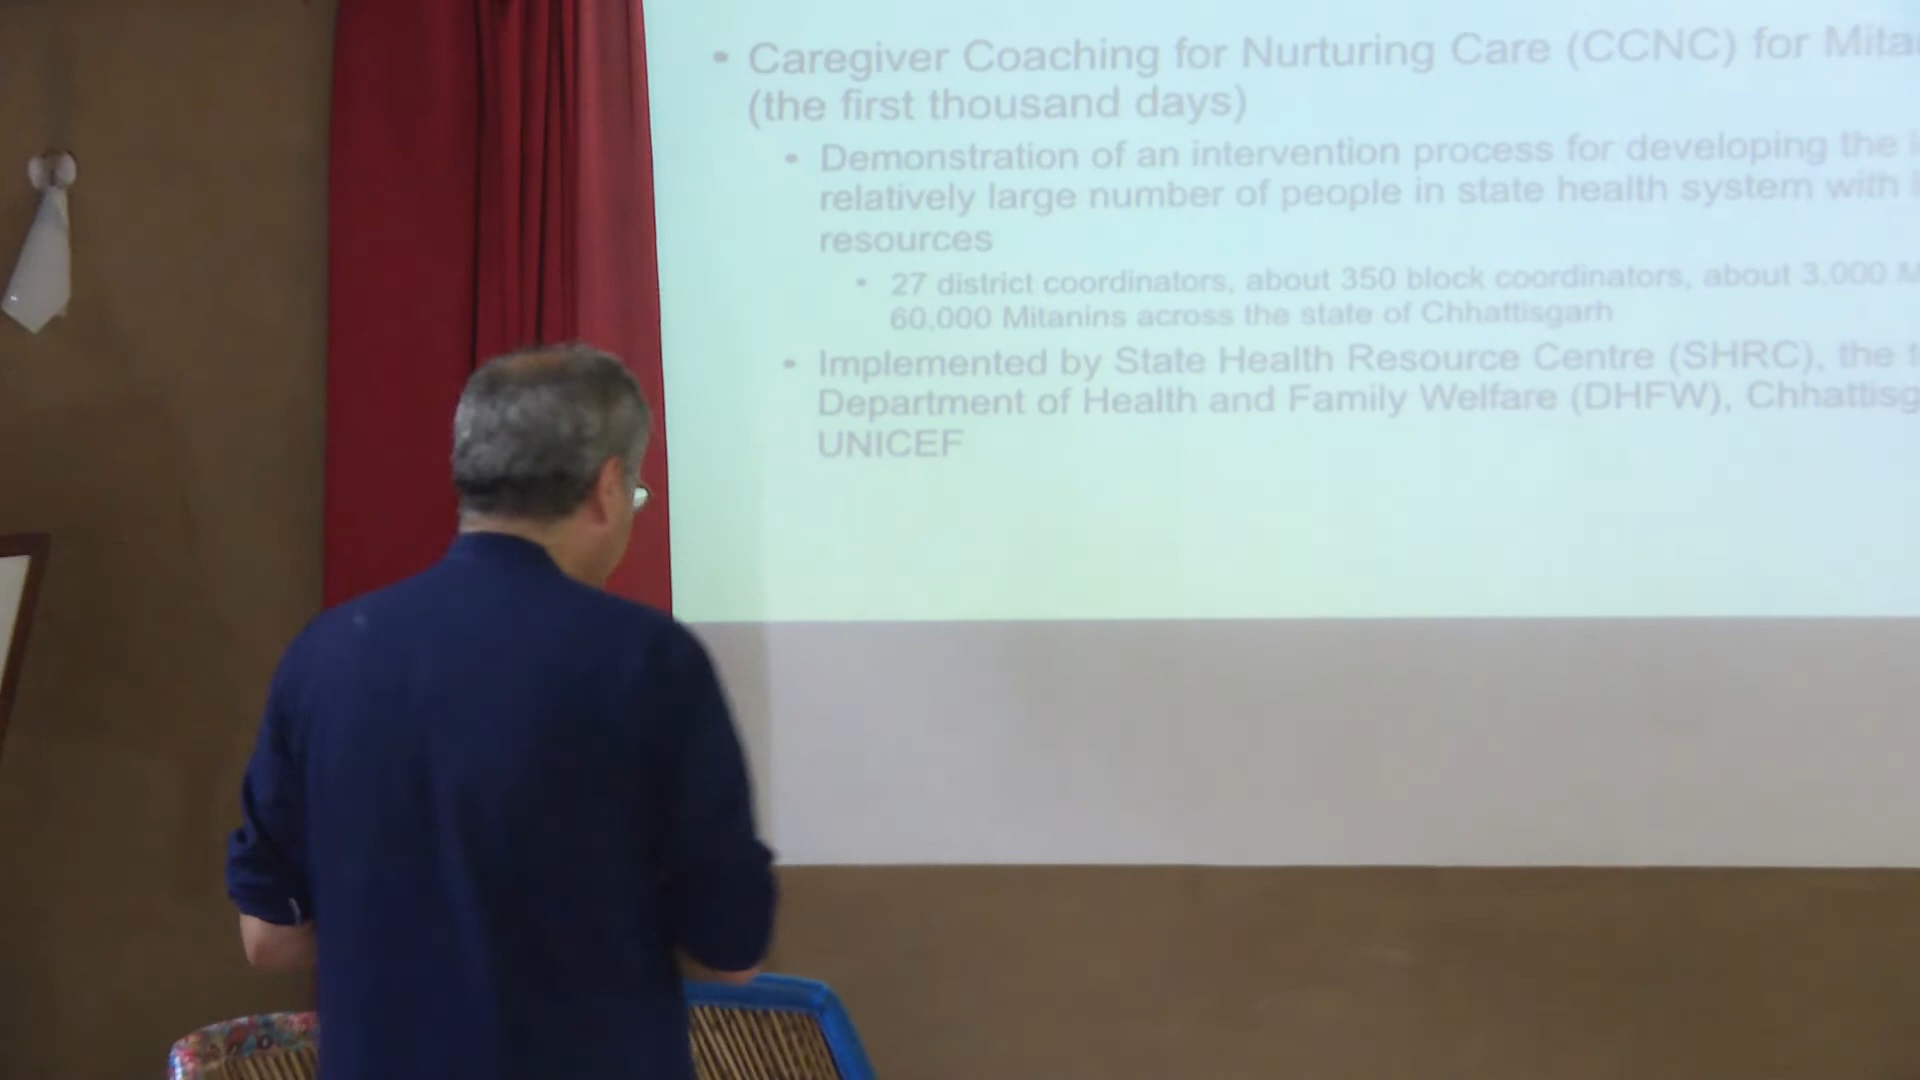 • Caregiver Coaching for Nurturing Care (CCNC) for
(the first thousand days)
• Demonstration of an intervention process for developing the
relatively large number of people in state health system with
resources
• 27 district coordinators, about 350 block coordinators, about 3,000
60,000 Mitanins across the state of Chhattisgarh
• Implemented by State Health Resource Centre (SHRC), the
Department of Health and Family Welfare (DHFW),
UNICEF